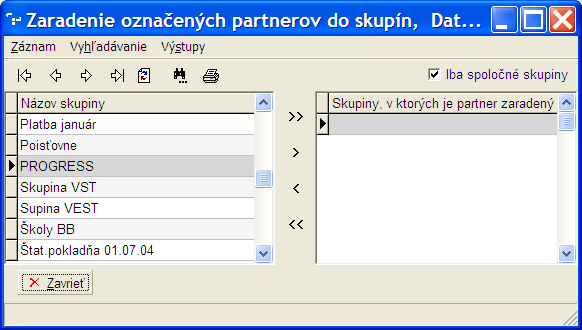 Zaradenie označených partnerov do skupín, Dat...
Záznam Vyhľadávanie Výstupy
Iba spoločné skupiny
Názov skupiny
Platba január
Poisťovne
PROGRESS
Skupina VST
Supina VEST
Školy BB
Štat.pokladňa 01.07.04
>>
>
<
<<
Skupiny, v ktorých je partner zaradený
Zavrieť